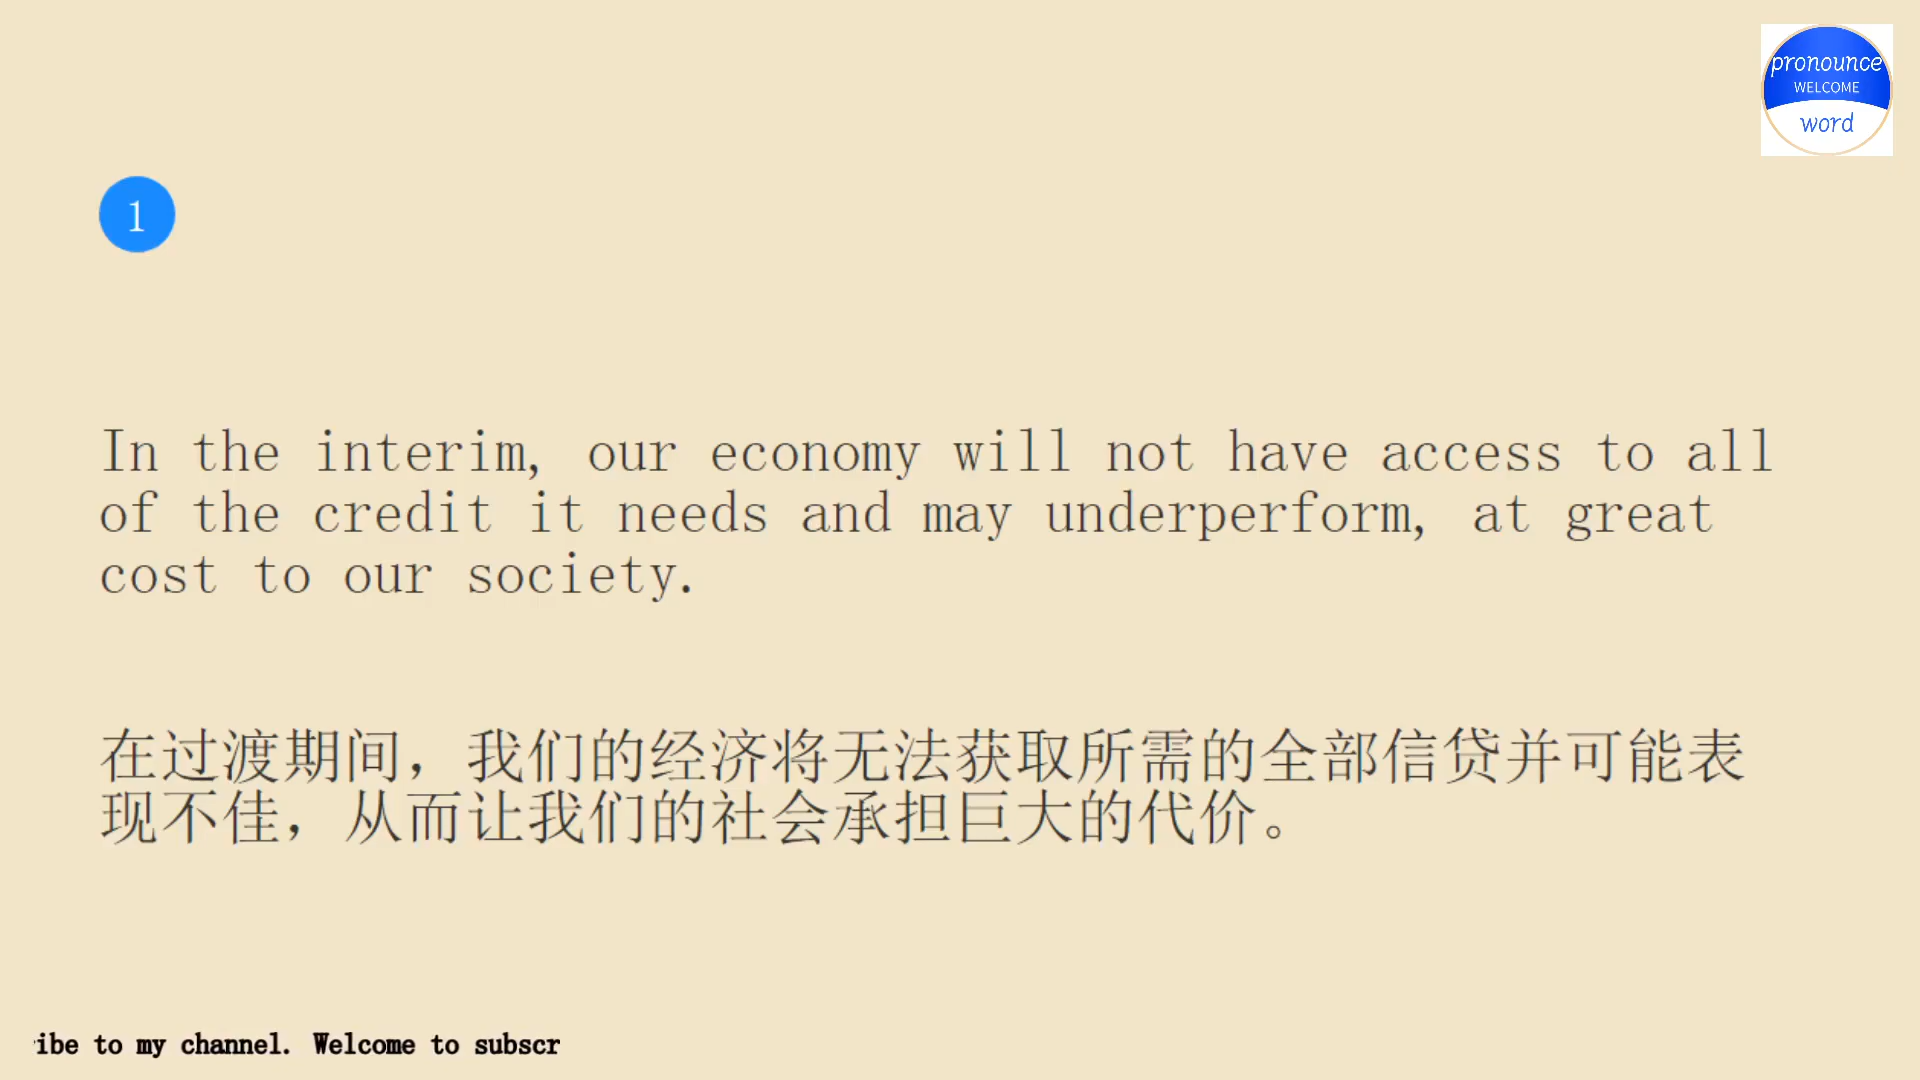 pronounce
WELCOME
word
1
In the interim, our economy will not have access to all
of the credit it needs and may underperform, at great
cost to our society.
在过渡期间，我们的经济将无法获取所需的全部信贷并可能表
现不佳，从而让我们的社会承担巨大的代价。
ibe to my channel. Welcome to subscr